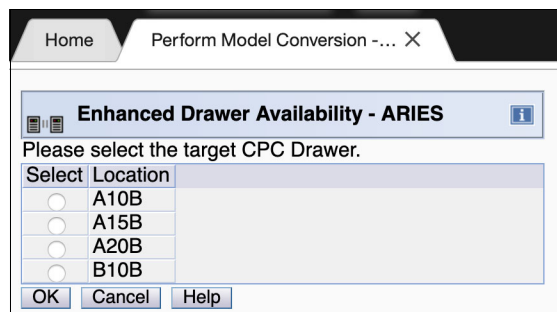 Home Perform Model Conversion -... X
Enhanced Drawer Availability - ARIES i
Please select the target CPC Drawer.
Select Location
A10B
A15B
A20B
B10B
OK Cancel Help